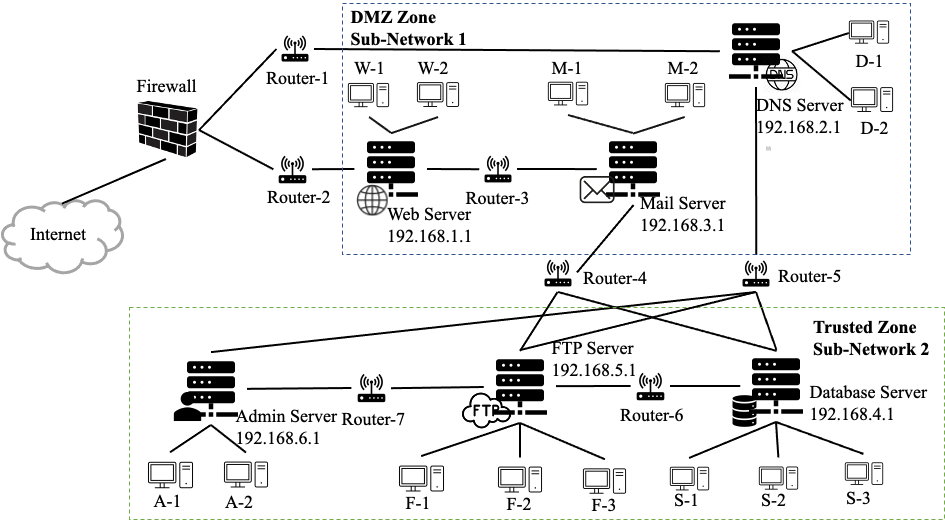 DMZ Zone
Sub-Network 1
Router-1
W-1
W-2
M-1
M-2
D-1
DNS
DNS Server
192.168.2.1
D-2
Firewall
Router-2
Router-3
Web Server
192.168.1.1
Mail Server
192.168.3.1
Internet
Router-4
Router-5
Trusted Zone
Sub-Network 2
FTP Server
192.168.5.1
Database Server
192.168.4.1
Admin Server
192.168.6.1
Router-7
FTP
Router-6
A-1
A-2
F-1
F-2
F-3
S-1
S-2
S-3